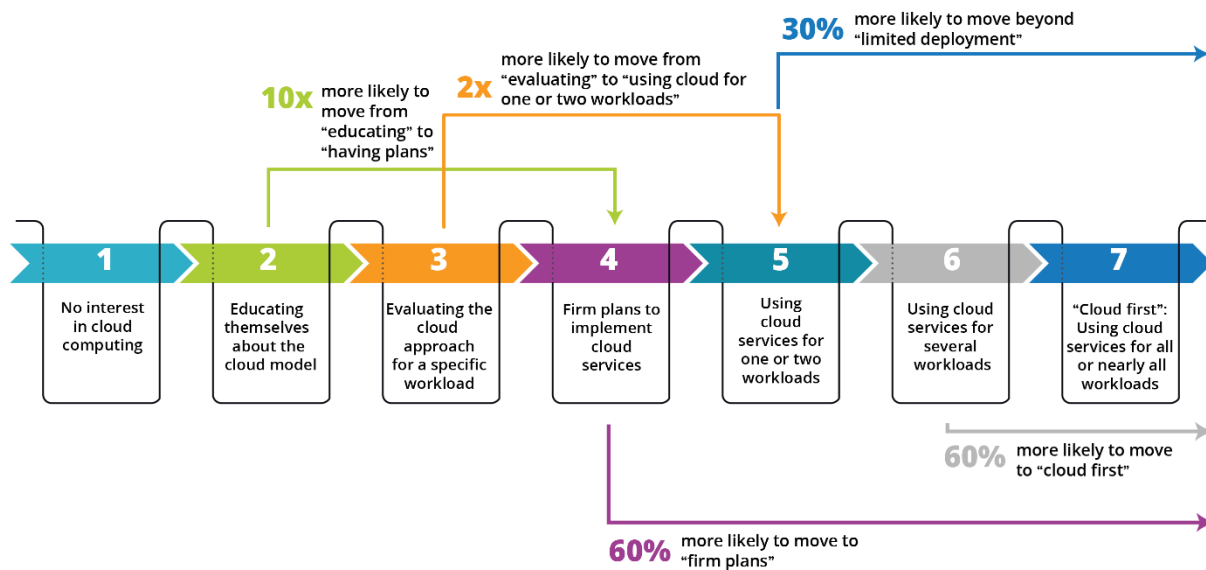 30%
more likely to move beyond
“limited deployment”
2x
more likely to move from
“evaluating” to “using cloud for
one or two workloads”
10x
more likely to
move from
“educating” to
“having plans”
1
No interest
in cloud
computing
2
Educating
themselves
about the
cloud model
3
Evaluating the
cloud
approach
for a specific
workload
4
Firm plans to
implement
cloud
services
5
Using
cloud
services for
one or two
workloads
6
Using cloud
services for
several
workloads
7
“Cloud first”:
Using cloud
services for all
or nearly all
workloads
60%
more likely to move
to “cloud first”
60%
more likely to move to
“firm plans”